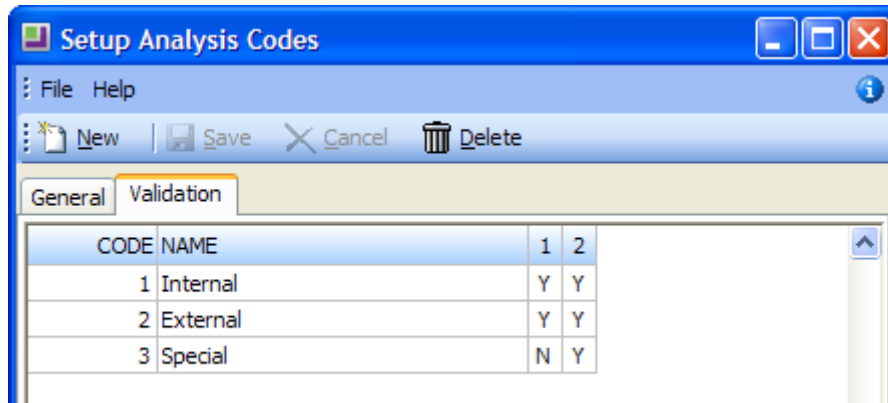 Setup Analysis Codes
File Help
New Save Cancel Delete
General Validation
CODE NAME 1 2
1 Internal Y Y
2 External Y Y
3 Special N Y